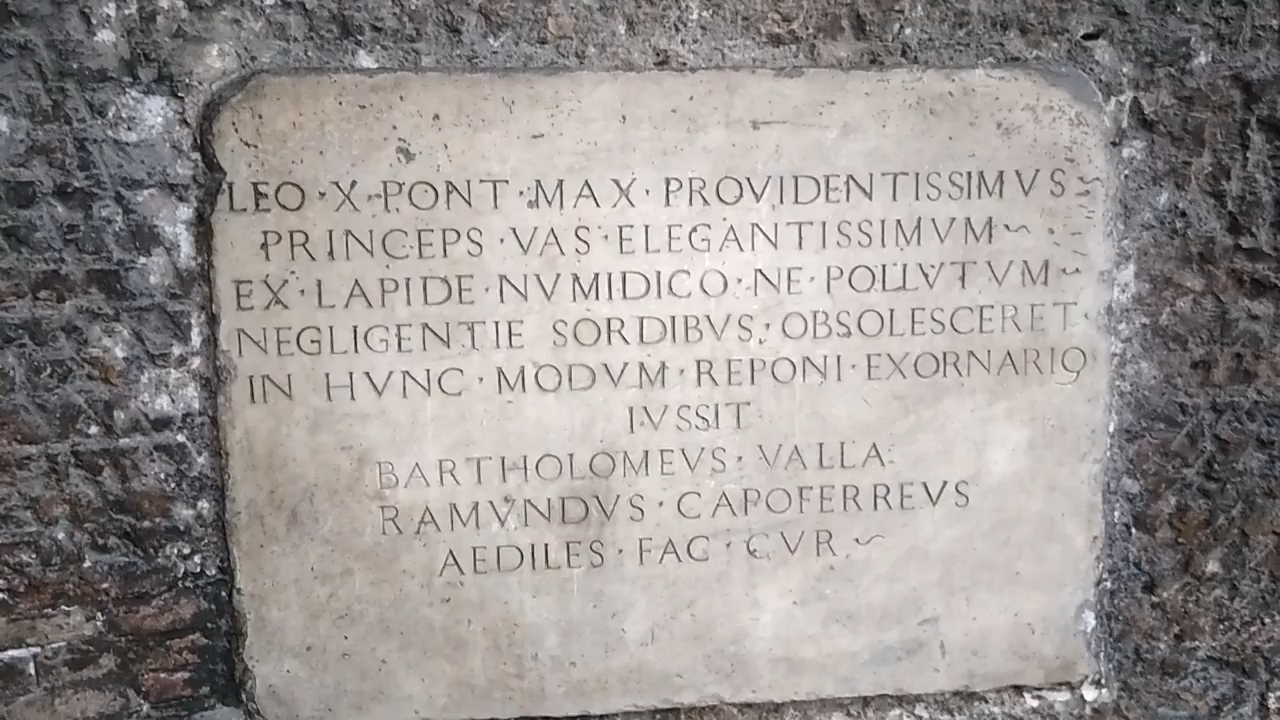 LEO · X · PONT · MAX · PROVIDENTISSIMVS
PRINCEPS · VAS · ELEGANTISSIMVM
EX · LAPIDE · NVMIDICO · NE · POLLVTVM
NEGLIGENTIE SORDIBVS · OBSOLESCERET
IN HVNC · MODVM · REPONI · EXORNARIQ
IVSSIT
BARTHOLOMEVS · VALLA
RAMVNDVS · CAPOFERREVS
AEDILES · FAC · CVR